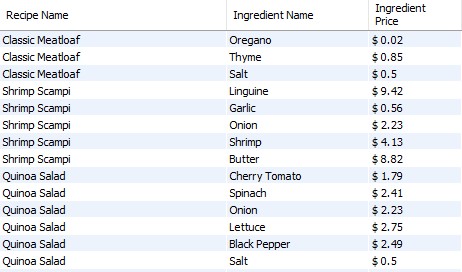 Recipe Name Ingredient Name Ingredient Price
Classic Meatloaf Oregano $ 0.02
Classic Meatloaf Thyme $ 0.85
Classic Meatloaf Salt $ 0.5
Shrimp Scampi Linguine $ 9.42
Shrimp Scampi Garlic $ 0.56
Shrimp Scampi Onion $ 2.23
Shrimp Scampi Shrimp $ 4.13
Shrimp Scampi Butter $ 8.82
Quinoa Salad Cherry Tomato $ 1.79
Quinoa Salad Spinach $ 2.41
Quinoa Salad Onion $ 2.23
Quinoa Salad Lettuce $ 2.75
Quinoa Salad Black Pepper $ 2.49
Quinoa Salad Salt $ 0.5